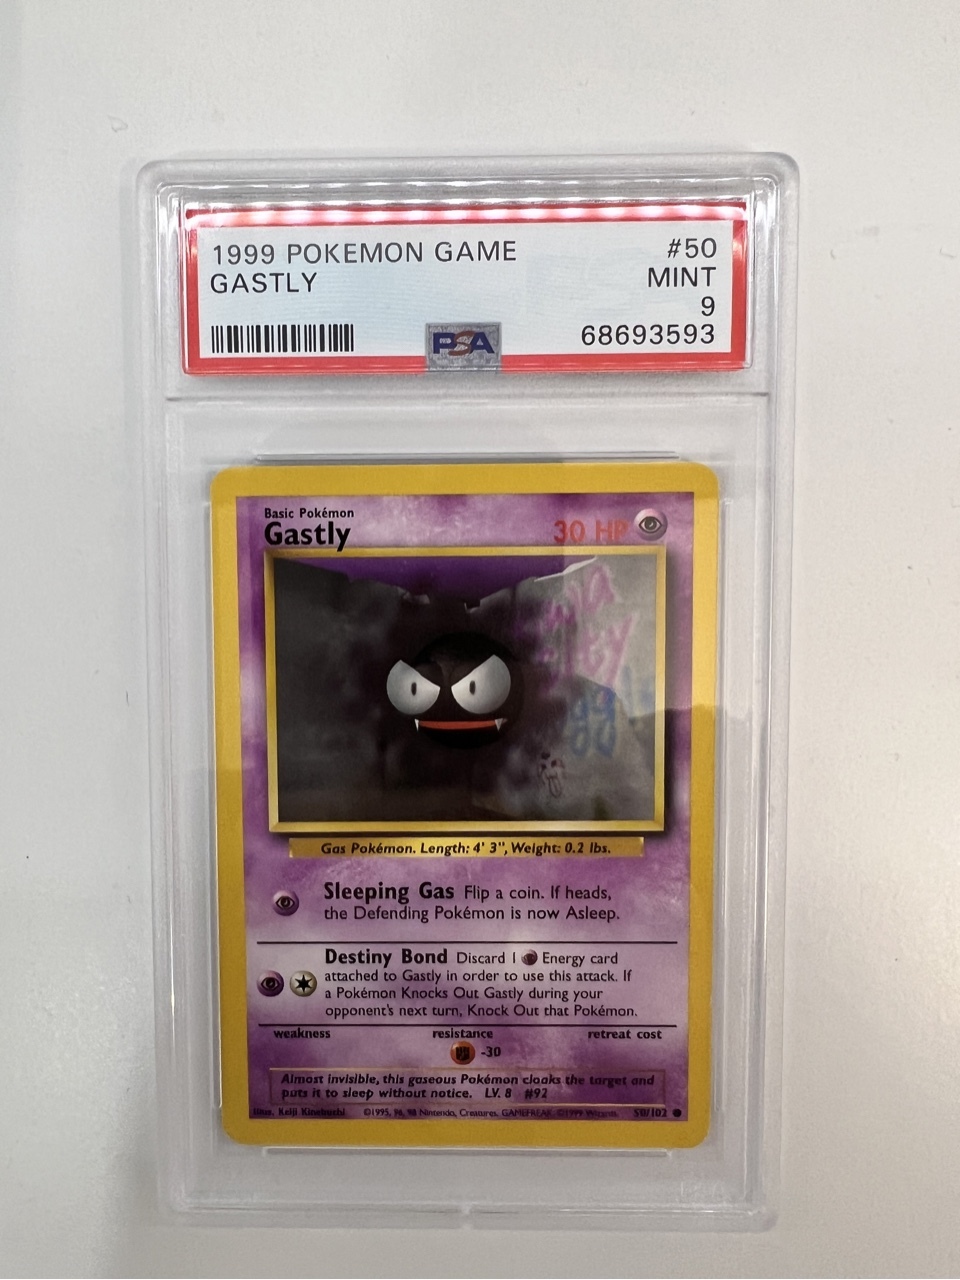 1999 POKEMON GAME #50
GASTLY MINT
9
PSA 68693593
Basic Pokémon
Gastly 30 HP
Gas Pokémon. Length: 4' 3", Weight: 0.2 lbs.
Sleeping Gas Flip a coin. If heads,
the Defending Pokémon is now Asleep.
Destiny Bond Discard 1 Energy card
attached to Gastly in order to use this attack. If
a Pokémon Knocks Out Gastly during your
opponent's next turn, Knock Out that Pokémon.
weakness resistance retreat cost
-30
Almost invisible, this gaseous Pokémon cloaks the target and
puts it to sleep without notice. LV. 8 #92
Illus. Keiji Kinebuchi ©1995, 96, 98 Nintendo, Creatures, GAMEFREAK. ©1999 Wizards. 50/102